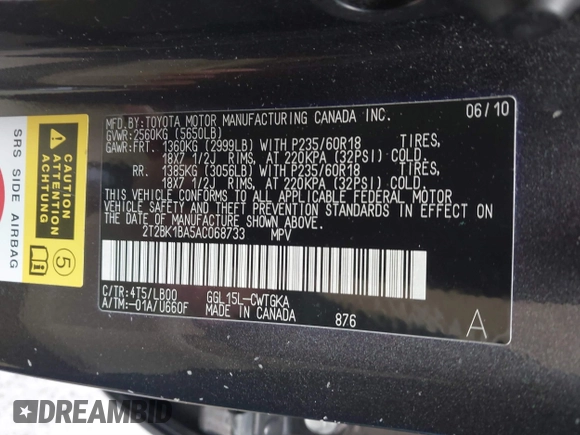 MFD.BY: TOYOTA MOTOR MANUFACTURING CANADA INC. 06/10
GVWR: 2560KG (5650LB)
GAWR: FRT. 1360KG (2999LB) WITH P235/60R18 TIRES,
18X7 1/2J RIMS, AT 220KPA (32PSI) COLD.
RR. 1385KG (3056LB) WITH P235/60R18 TIRES,
18X7 1/2J RIMS, AT 220KPA (32PSI) COLD.
THIS VEHICLE CONFORMS TO ALL APPLICABLE FEDERAL MOTOR
VEHICLE SAFETY AND THEFT PREVENTION STANDARDS IN EFFECT ON
THE DATE OF MANUFACTURE SHOWN ABOVE.
2T2BK1BA5AC068733 MPV
C/TR: 4T5/LB00 GGL15L-CWTGKA
A/TM:-01A/U660F MADE IN CANADA 876 A
SRS SIDE AIRBAG
CAUTION
ATTENTION
ACHTUNG
5
DREAMBID